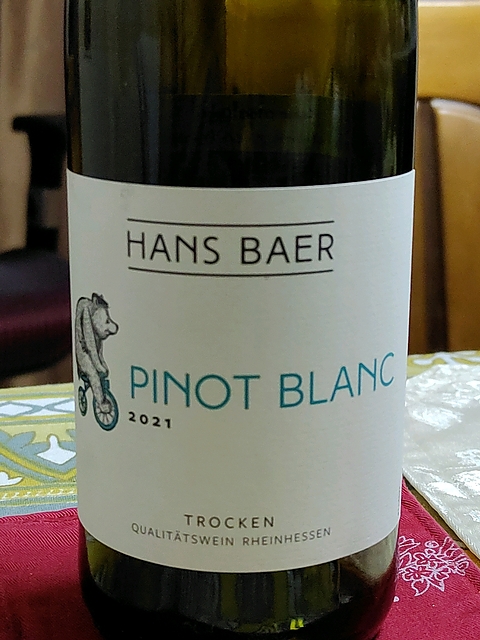 HANS BAER
PINOT BLANC
2021
TROCKEN
QUALITÄTSWEIN RHEINHESSEN